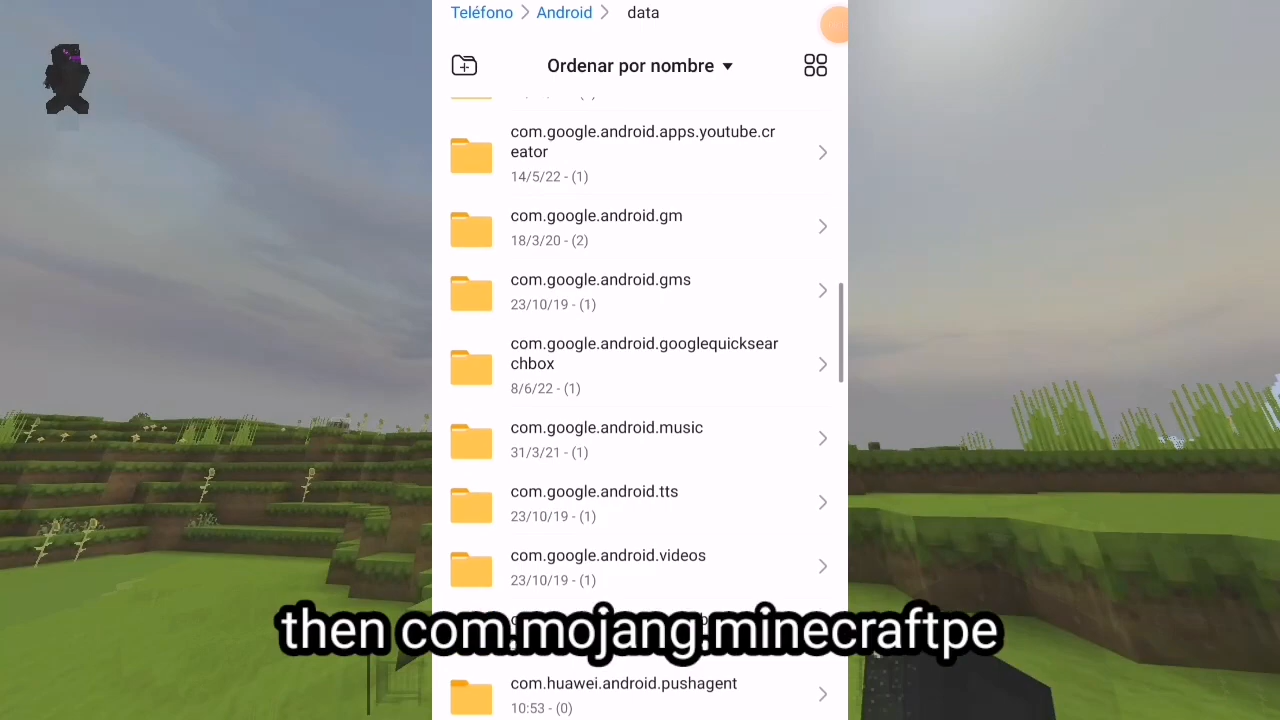 Teléfono > Android > data
Ordenar por nombre
com.google.android.apps.youtube.cr
eator
14/5/22 - (1)
com.google.android.gm
18/3/20 - (2)
com.google.android.gms
23/10/19 - (1)
com.google.android.googlequicksear
chbox
8/6/22 - (1)
com.google.android.music
31/3/21 - (1)
com.google.android.tts
23/10/19 - (1)
com.google.android.videos
23/10/19 - (1)
then com.mojang.minecraftpe
com.huawei.android.pushagent
10:53 - (0)